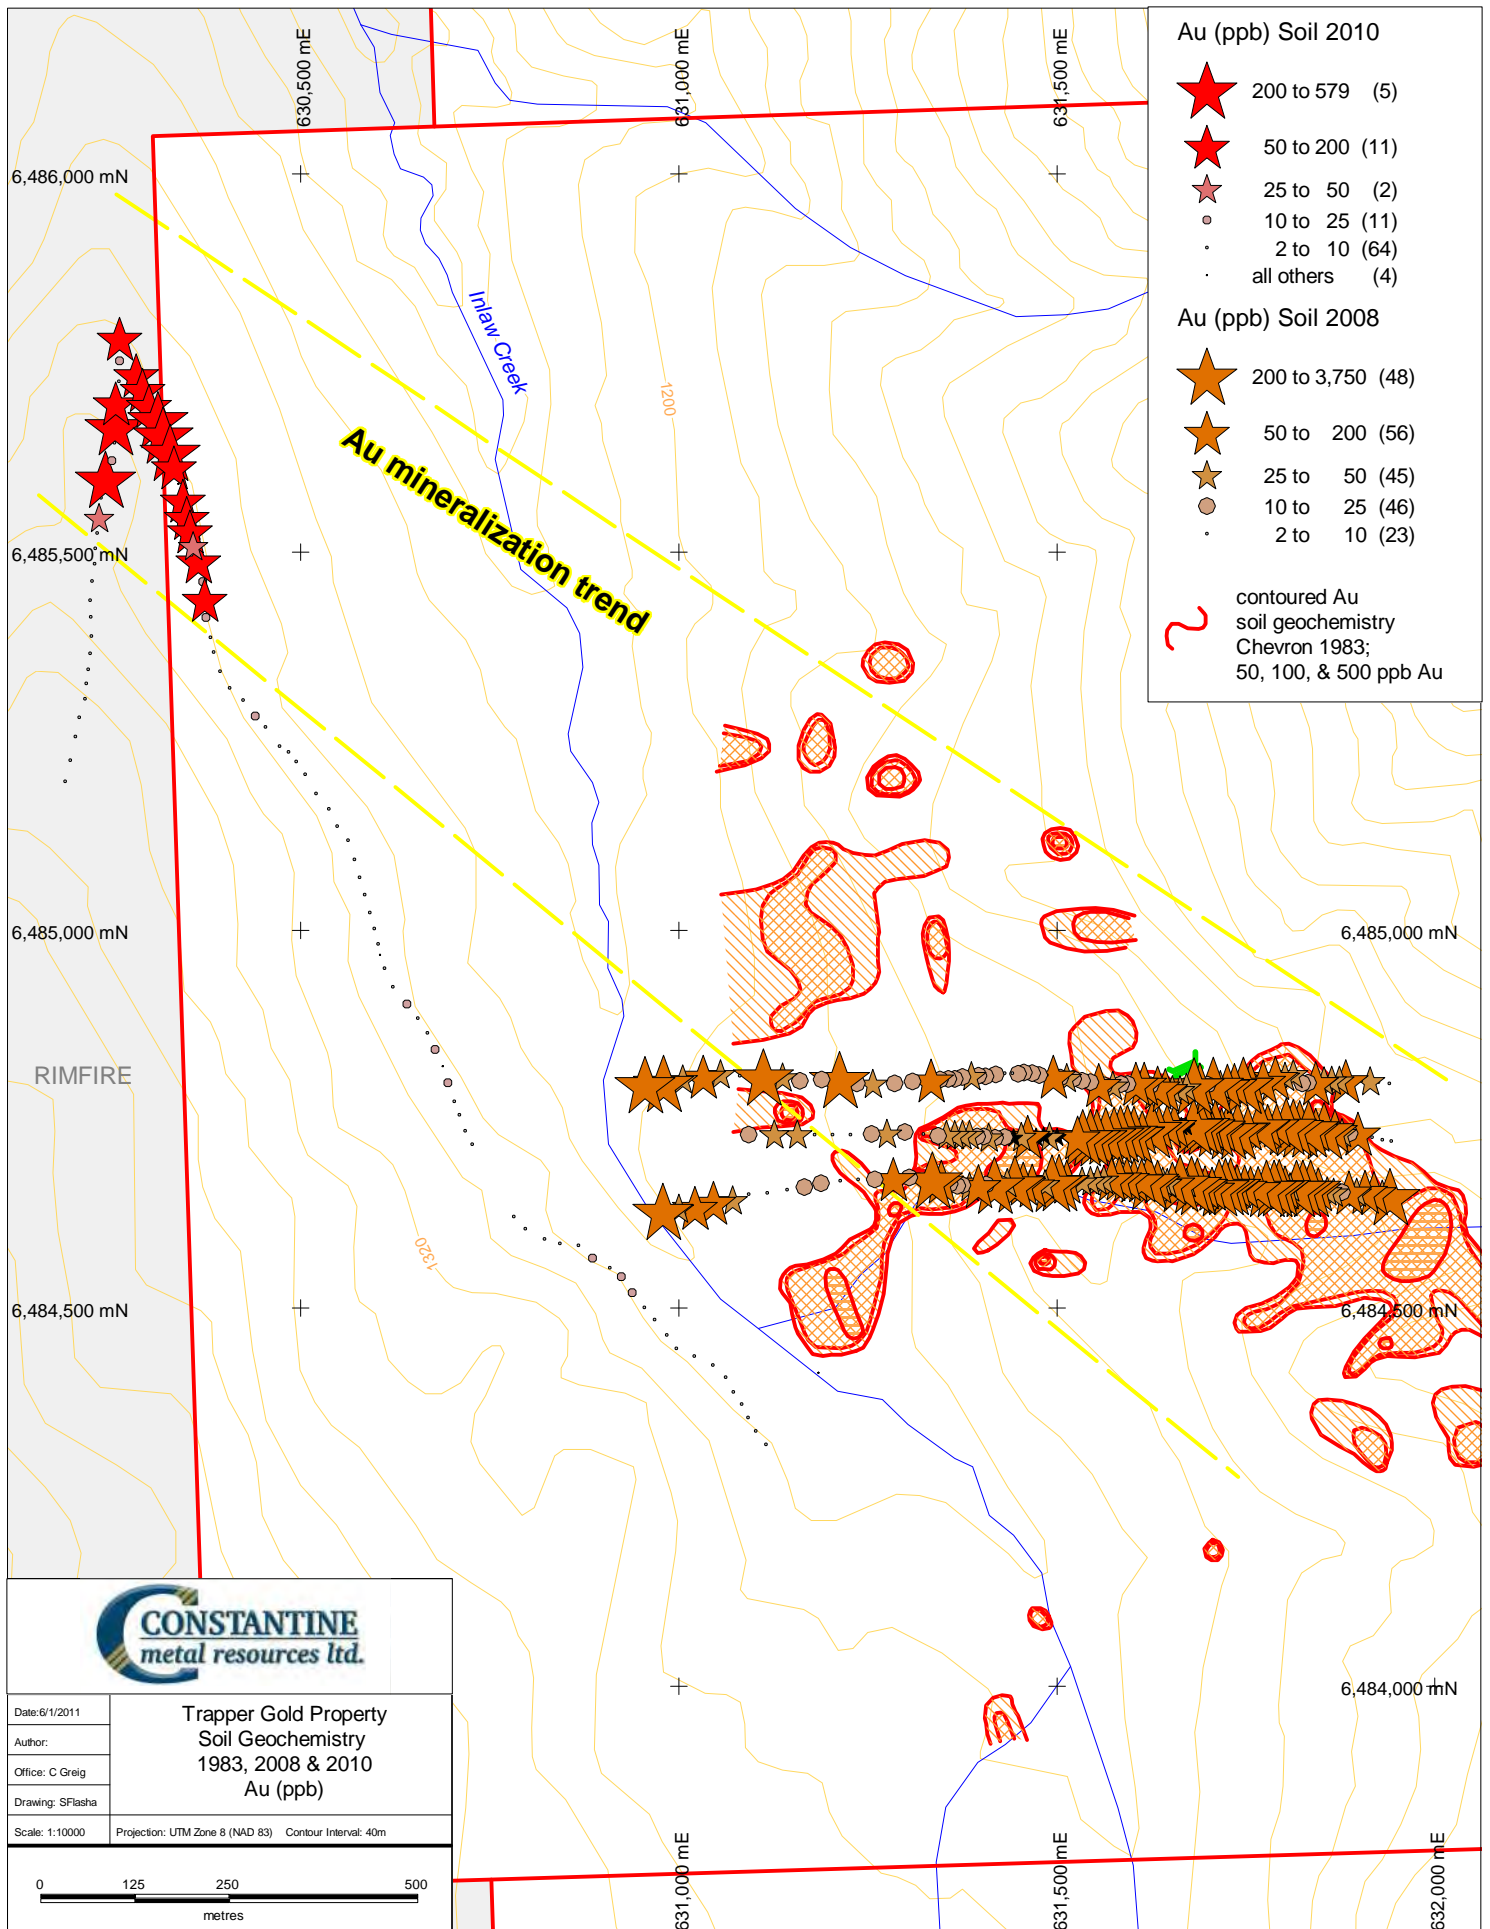 630,500 mE
631,000 mE
631,500 mE
Au (ppb) Soil 2010
200 to 579 (5)
50 to 200 (11)
25 to 50 (2)
10 to 25 (11)
2 to 10 (64)
all others (4)
Au (ppb) Soil 2008
200 to 3,750 (48)
50 to 200 (56)
25 to 50 (45)
10 to 25 (46)
2 to 10 (23)
contoured Au
soil geochemistry
Chevron 1983;
50, 100, & 500 ppb Au
6,486,000 mN
Inlaw Creek
1200
Au mineralization trend
6,485,500 mN
6,485,000 mN
6,485,000 mN
RIMFIRE
1320
6,484,500 mN
6,484,500 mN
6,484,000 mN
CONSTANTINE
metal resources ltd.
Date:6/1/2011
Author:
Office: C Greig
Drawing: SFlasha
Scale: 1:10000
Trapper Gold Property
Soil Geochemistry
1983, 2008 & 2010
Au (ppb)
Projection: UTM Zone 8 (NAD 83) Contour Interval: 40m
0 125 250 500
metres
631,000 mE
631,500 mE
632,000 mE